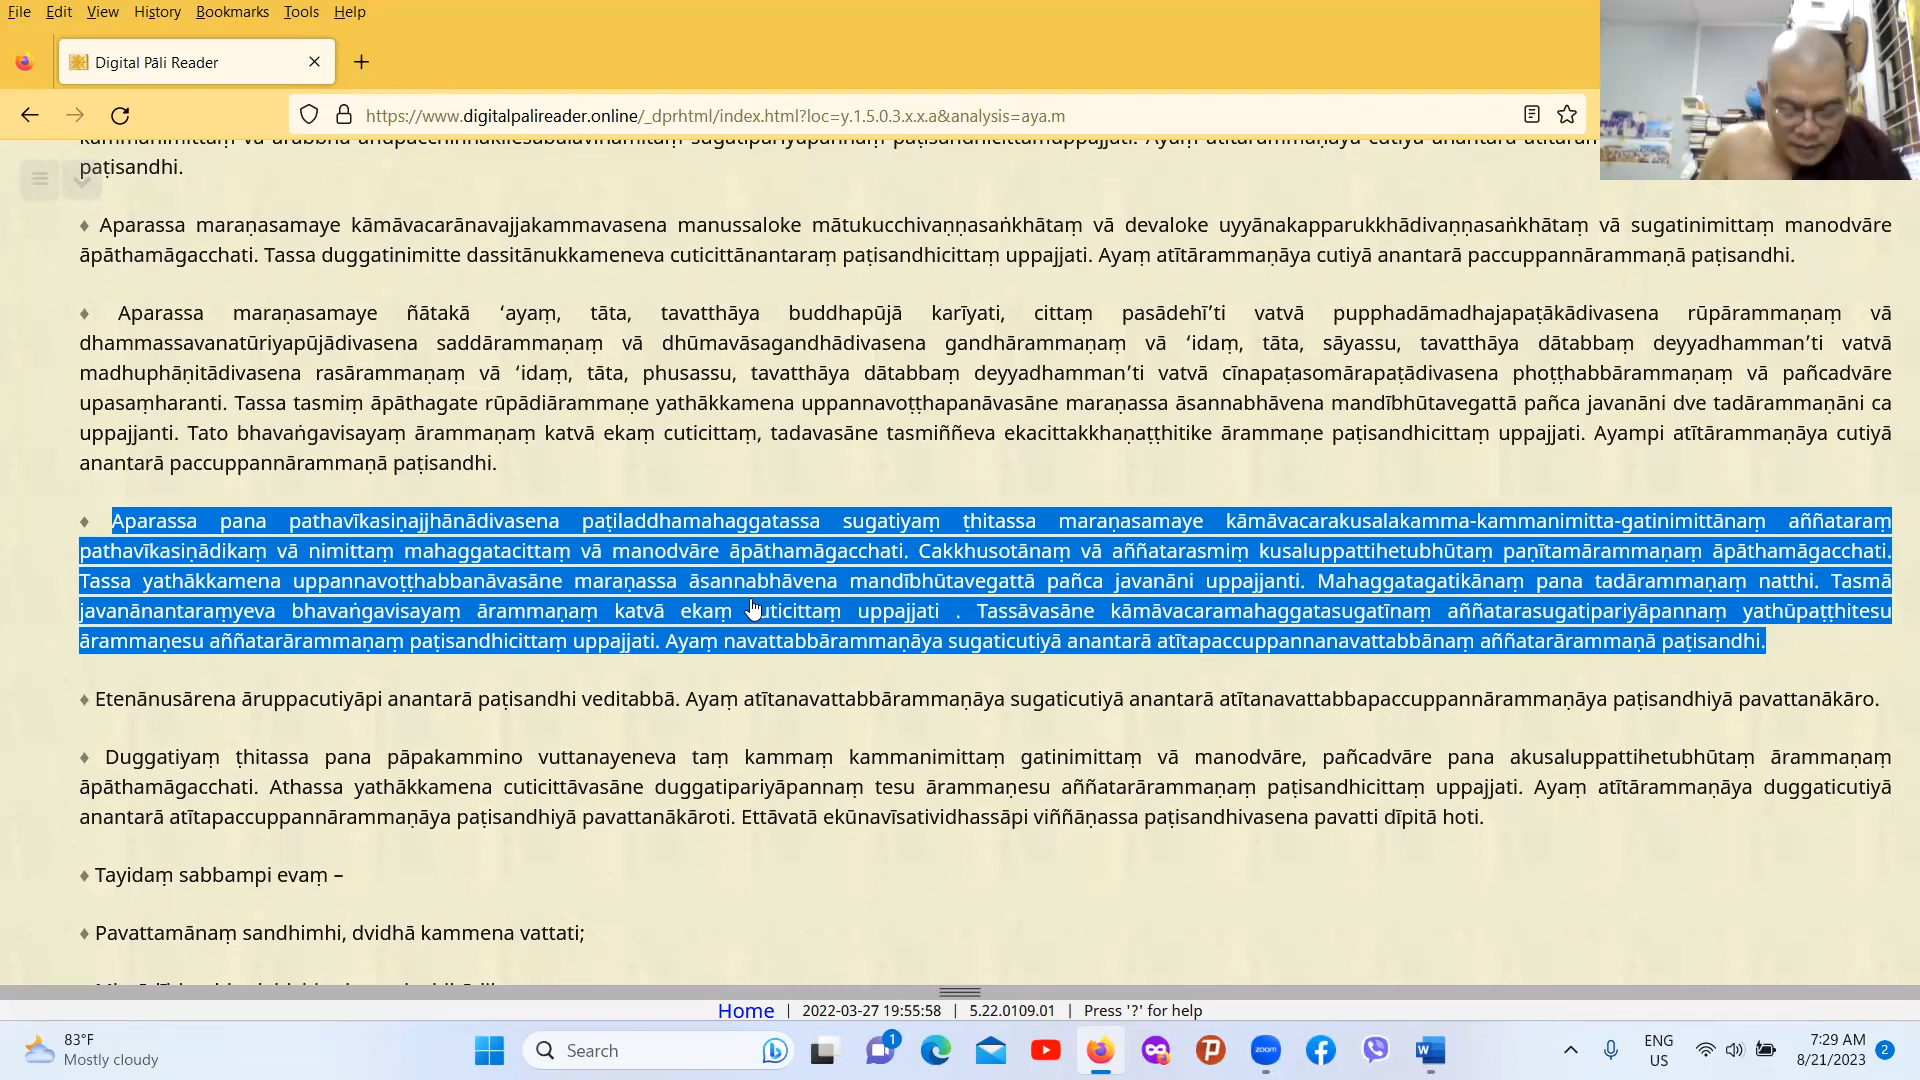 File Edit View History Bookmarks Tools Help
Digital Pāli Reader
https://www.digitalpalireader.online/_dprhtml/index.html?loc=y.1.5.0.3.x.x.a&analysis=aya.m
paṭisandhi.
♦ Aparassa maraṇasamaye kāmāvacarānavajjakammavasena manussaloke mātukucchivaṇṇasaṅkhātaṃ vā devaloke uyyānakapparukkhādivaṇṇasaṅkhātaṃ vā sugatinimittaṃ manodvāre
āpāthamāgacchati. Tassa duggatinimitte dassitānukkameneva cuticittānantaraṃ paṭisandhicittaṃ uppajjati. Ayaṃ atītārammaṇāya cutiyā anantarā paccuppannārammaṇā paṭisandhi.
♦ Aparassa maraṇasamaye ñātakā ‘ayaṃ, tāta, tavatthāya buddhapūjā karīyati, cittaṃ pasādehī’ti vatvā pupphadāmadhajapaṭākādivasena rūpārammaṇaṃ vā
dhammassavanatūriyapūjādivasena saddārammaṇaṃ vā dhūmavāsagandhādivasena gandhārammaṇaṃ vā ‘idaṃ, tāta, sāyassu, tavatthāya dātabbaṃ deyyadhamman’ti vatvā
madhuphāṇitādivasena rasārammaṇaṃ vā ‘idaṃ, tāta, phusassu, tavatthāya dātabbaṃ deyyadhamman’ti vatvā cīnapaṭasomārapaṭādivasena phoṭṭhabbārammaṇaṃ vā pañcadvāre
upasaṃharanti. Tassa tasmiṃ āpāthagate rūpādiārammaṇe yathākkamena uppannavoṭṭhapanāvasāne maraṇassa āsannabhāvena mandībhūtavegattā pañca javanāni dve tadārammaṇāni ca
uppajjanti. Tato bhavaṅgavisayaṃ ārammaṇaṃ katvā ekaṃ cuticittaṃ, tadavasāne tasmiññeva ekacittakkhaṇaṭṭhitike ārammaṇe paṭisandhicittaṃ uppajjati. Ayampi atītārammaṇāya cutiyā
anantarā paccuppannārammaṇā paṭisandhi.
♦ Aparassa pana pathavīkasiṇajjhānādivasena paṭiladdhamahaggatassa sugatiyaṃ ṭhitassa maraṇasamaye kāmāvacarakusalakamma-kammanimitta-gatinimittānaṃ aññataraṃ
pathavīkasiṇādikaṃ vā nimittaṃ mahaggatacittaṃ vā manodvāre āpāthamāgacchati. Cakkhusotānaṃ vā aññatarasmiṃ kusaluppattihetubhūtaṃ paṇītamārammaṇaṃ āpāthamāgacchati.
Tassa yathākkamena uppannavoṭṭhabbanāvasāne maraṇassa āsannabhāvena mandībhūtavegattā pañca javanāni uppajjanti. Mahaggatagatikānaṃ pana tadārammaṇaṃ natthi. Tasmā
javanānantaraṃyeva bhavaṅgavisayaṃ ārammaṇaṃ katvā ekaṃ cuticittaṃ uppajjati . Tassāvasāne kāmāvacaramahaggatasugatīnaṃ aññatarasugatipariyāpannaṃ yathūpaṭṭhitesu
ārammaṇesu aññatarārammaṇaṃ paṭisandhicittaṃ uppajjati. Ayaṃ navattabbārammaṇāya sugaticutiyā anantarā atītapaccuppannanavattabbānaṃ aññatarārammaṇā paṭisandhi.
♦ Etenānusārena āruppacutiyāpi anantarā paṭisandhi veditabbā. Ayaṃ atītanavattabbārammaṇāya sugaticutiyā anantarā atītanavattabbapaccuppannārammaṇāya paṭisandhiyā pavattanākāro.
♦ Duggatiyaṃ ṭhitassa pana pāpakammino vuttanayeneva taṃ kammaṃ kammanimittaṃ gatinimittaṃ vā manodvāre, pañcadvāre pana akusaluppattihetubhūtaṃ ārammaṇaṃ
āpāthamāgacchati. Athassa yathākkamena cuticittāvasāne duggatipariyāpannaṃ tesu ārammaṇesu aññatarārammaṇaṃ paṭisandhicittaṃ uppajjati. Ayaṃ atītārammaṇāya duggaticutiyā
anantarā atītapaccuppannārammaṇāya paṭisandhiyā pavattanākāroti. Ettāvatā ekūnavīsatividhassāpi viññāṇassa paṭisandhivasena pavatti dīpitā hoti.
♦ Tayidaṃ sabbampi evaṃ –
♦ Pavattamānaṃ sandhimhi, dvidhā kammena vattati;
Home | 2022-03-27 19:55:58 | 5.22.0109.01 | Press '?' for help
83°F
Mostly cloudy
Search
1
zoom
ENG
US
7:29 AM
8/21/2023
2